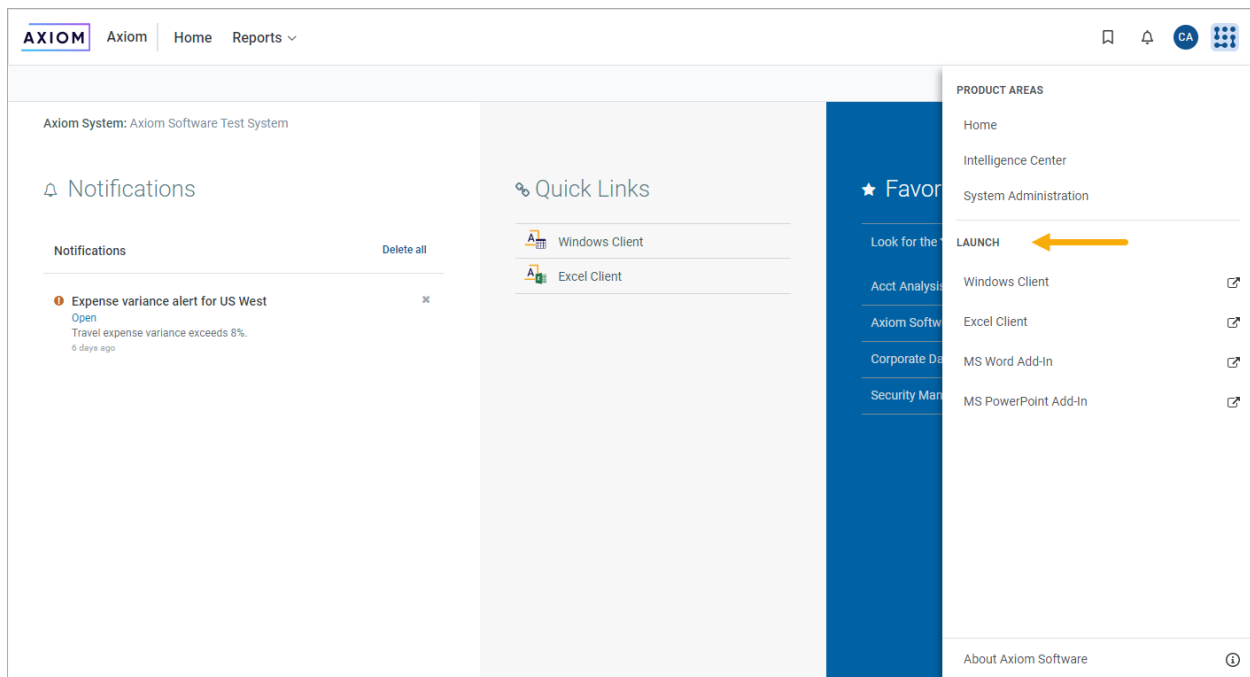 AXIOM
Axiom
Home
Reports
CA
Axiom System: Axiom Software Test System
Notifications
Notifications
Delete all
Expense variance alert for US West
Open
Travel expense variance exceeds 8%.
6 days ago
Quick Links
Windows Client
Excel Client
Favor
Look for the
Acct Analysis
Axiom Softw
Corporate Da
Security Man
PRODUCT AREAS
Home
Intelligence Center
System Administration
LAUNCH
Windows Client
Excel Client
MS Word Add-In
MS PowerPoint Add-In
About Axiom Software